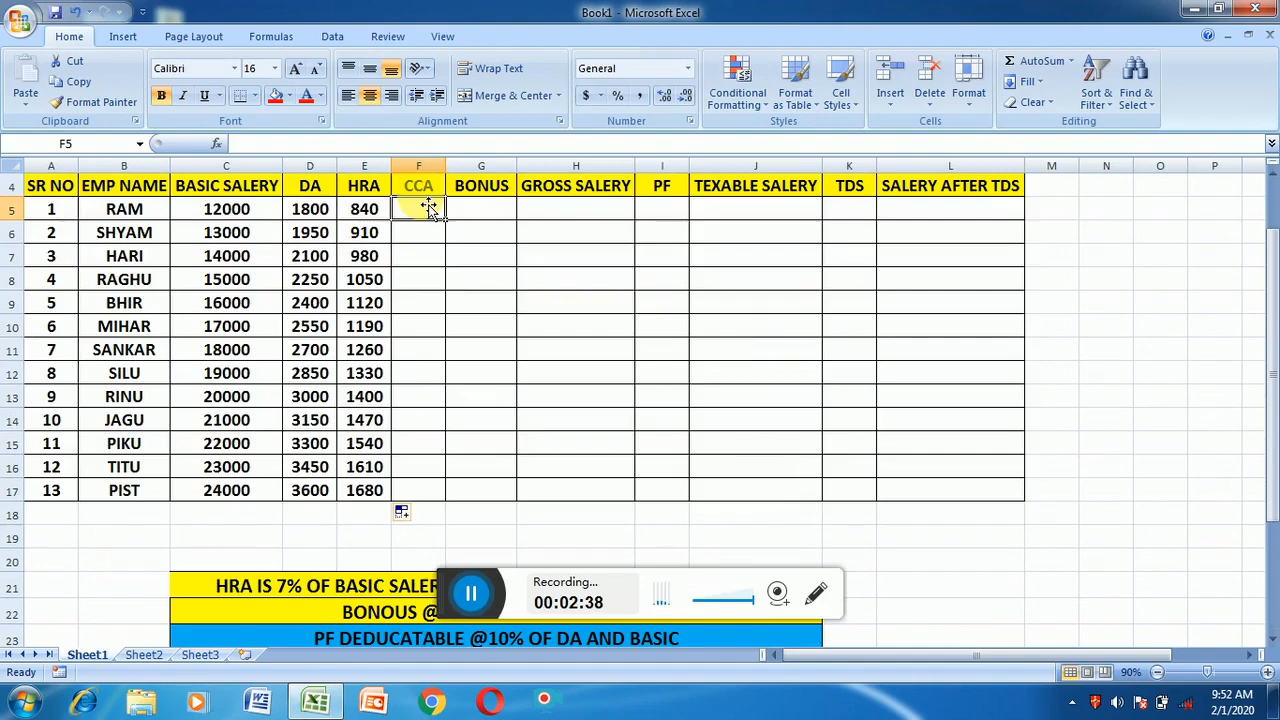 Book1 - Microsoft Excel
Home Insert Page Layout Formulas Data Review View
Paste Cut Copy Format Painter Clipboard
Calibri 16 A A B I U A Font
Wrap Text Merge & Center Alignment
General $ % , .0 .00 .00 .0 Number
Conditional Formatting Format as Table Cell Styles Styles
Insert Delete Format Cells
Σ AutoSum Fill Clear Sort & Filter Find & Select Editing
F5 fx
A B C D E F G H I J K L M N O P
4 SR NO EMP NAME BASIC SALERY DA HRA CCA BONUS GROSS SALERY PF TEXABLE SALERY TDS SALERY AFTER TDS
5 1 RAM 12000 1800 840
6 2 SHYAM 13000 1950 910
7 3 HARI 14000 2100 980
8 4 RAGHU 15000 2250 1050
9 5 BHIR 16000 2400 1120
10 6 MIHAR 17000 2550 1190
11 7 SANKAR 18000 2700 1260
12 8 SILU 19000 2850 1330
13 9 RINU 20000 3000 1400
14 10 JAGU 21000 3150 1470
15 11 PIKU 22000 3300 1540
16 12 TITU 23000 3450 1610
17 13 PIST 24000 3600 1680
18
19
20
21 HRA IS 7% OF BASIC SALER
22 BONOUS @
23 PF DEDUCATABLE @10% OF DA AND BASIC
Recording...
00:02:38
Sheet1 Sheet2 Sheet3
Ready 90%
9:52 AM
2/1/2020